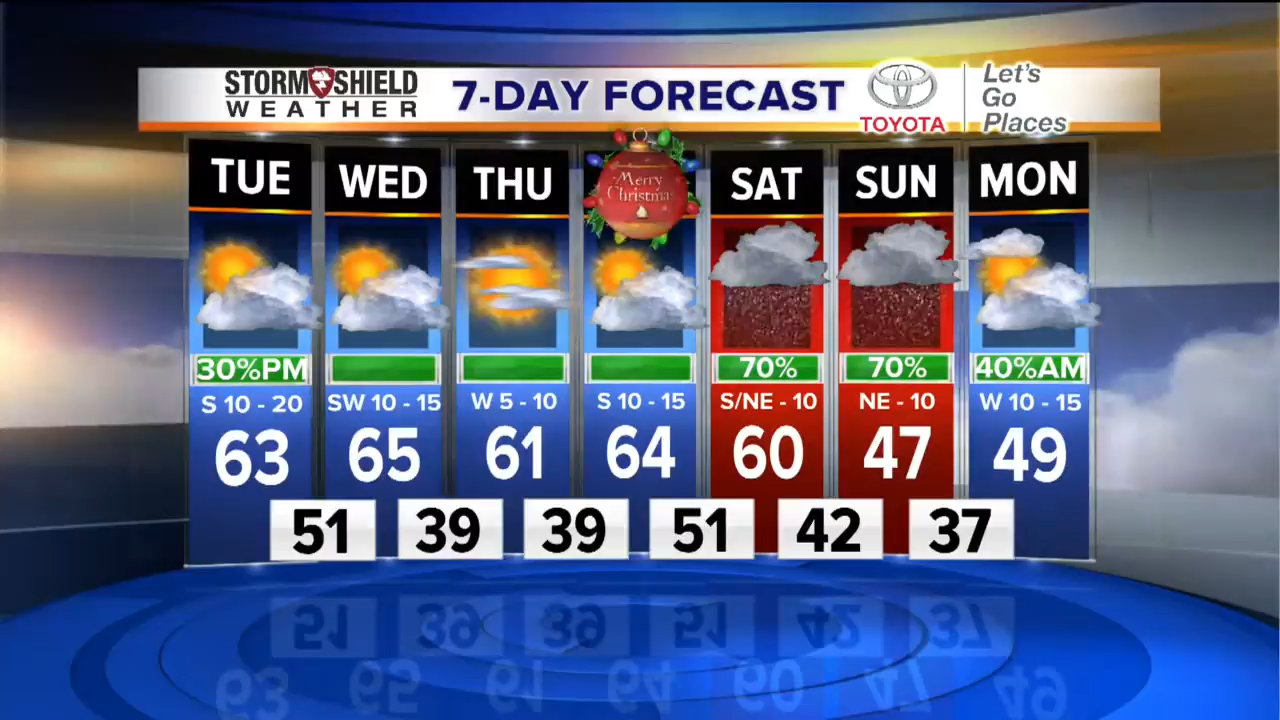 STORM SHIELD
WEATHER
7-DAY FORECAST
TOYOTA
Let's
Go
Places
TUE WED THU Merry Christmas SAT SUN MON
30%PM 70% 70% 40%AM
S 10 - 20 SW 10 - 15 W 5 - 10 S 10 - 15 S/NE - 10 NE - 10 W 10 - 15
63 65 61 64 60 47 49
51 39 39 51 42 37